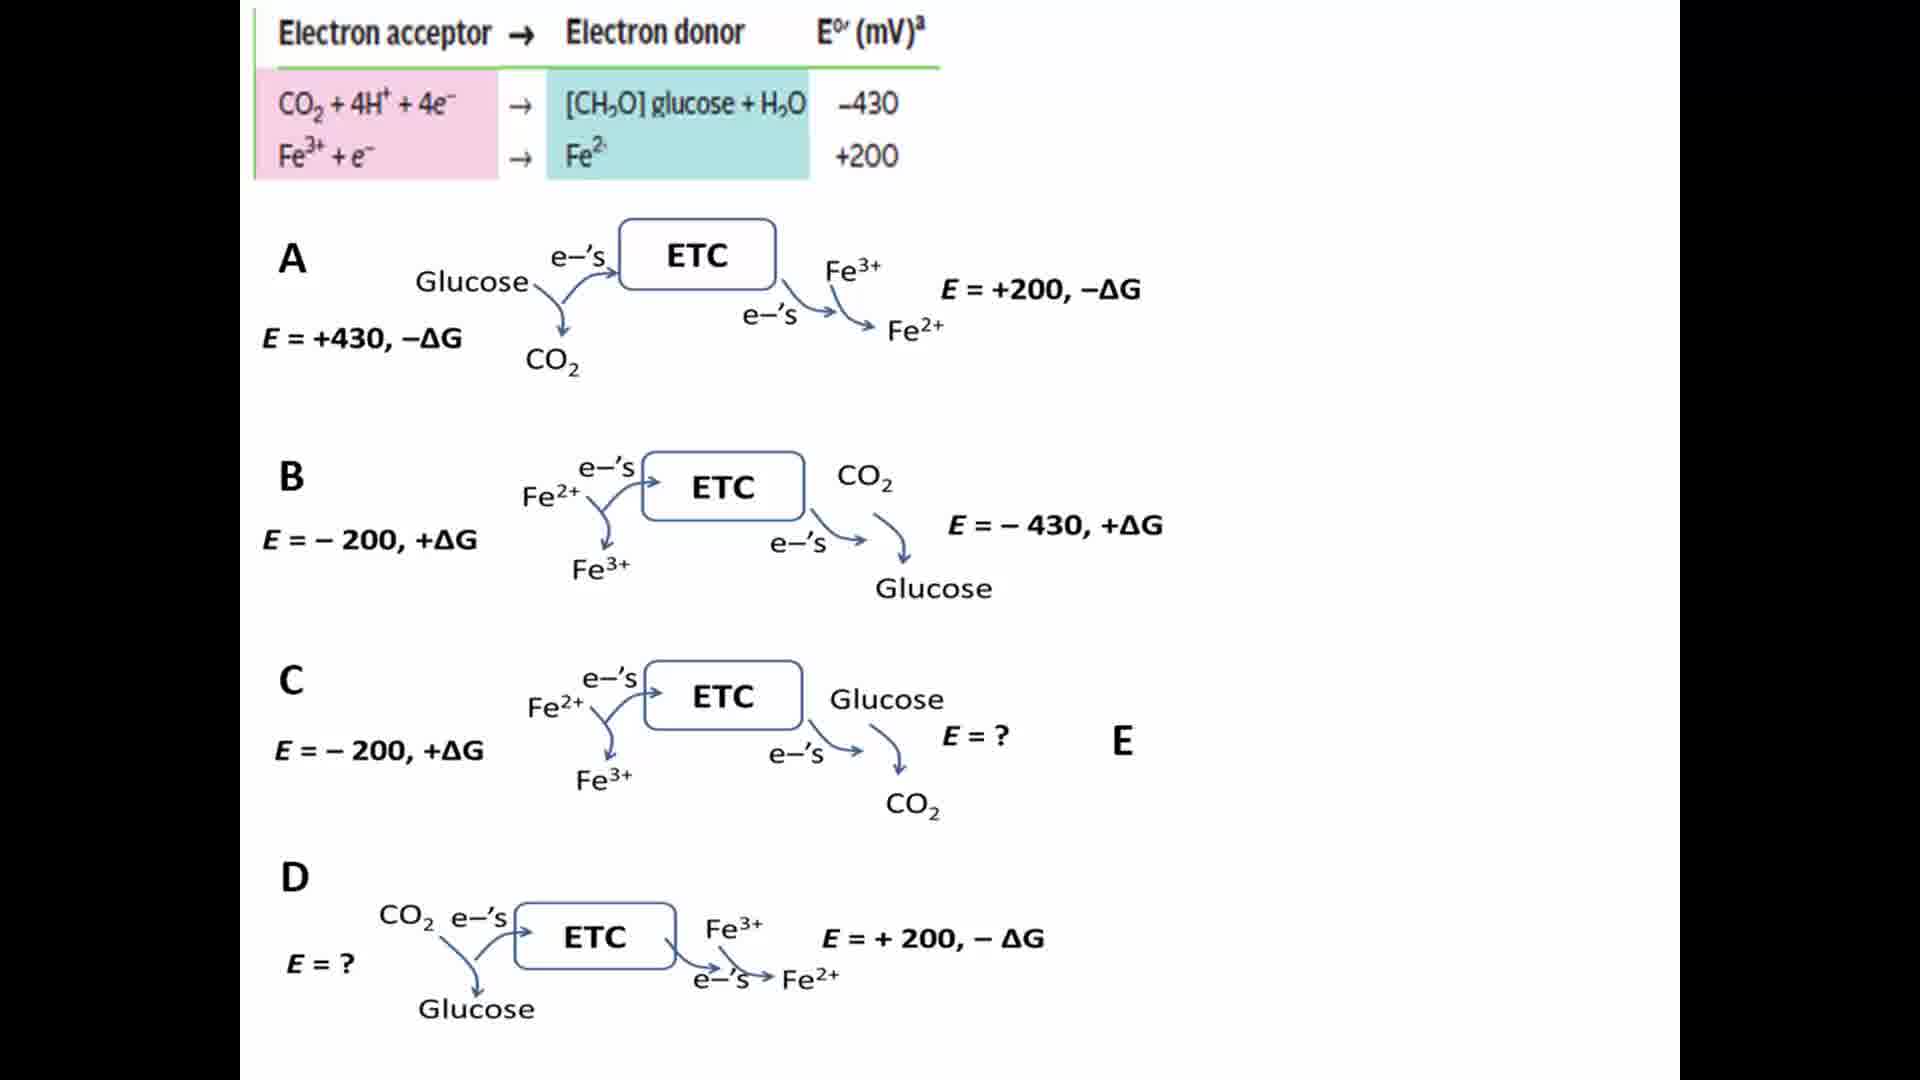 Electron acceptor → Electron donor E⁰′ (mV)ª
CO₂ + 4H⁺ + 4e⁻ → [CH₂O] glucose + H₂O –430
Fe³⁺ + e⁻ → Fe²⁺ +200
A
Glucose
e–'s
ETC
Fe³⁺
E = +200, –ΔG
e–'s
Fe²⁺
E = +430, –ΔG
CO₂
B
Fe²⁺
e–'s
ETC
CO₂
E = – 200, +ΔG
Fe³⁺
e–'s
E = – 430, +ΔG
Glucose
C
Fe²⁺
e–'s
ETC
Glucose
E = ?
E
E = – 200, +ΔG
Fe³⁺
e–'s
CO₂
D
CO₂ e–'s
ETC
Fe³⁺
E = + 200, – ΔG
E = ?
e–'s
Fe²⁺
Glucose